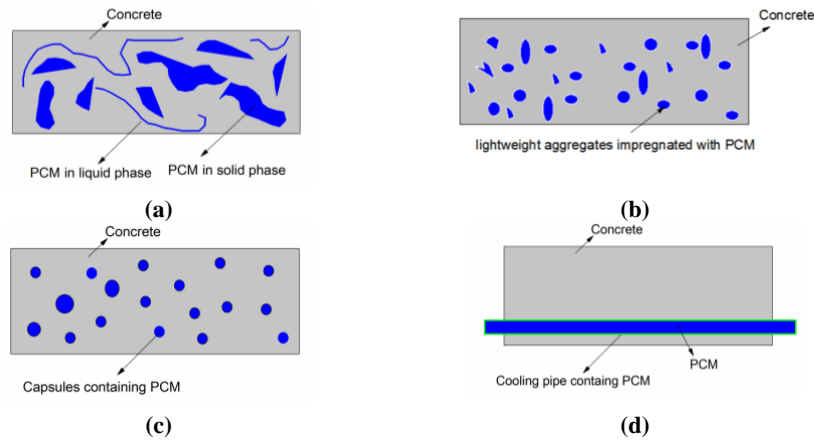 Concrete
PCM in liquid phase
PCM in solid phase
(a)
Concrete
lightweight aggregates impregnated with PCM
(b)
Concrete
Capsules containing PCM
(c)
Concrete
PCM
Cooling pipe containg PCM
(d)